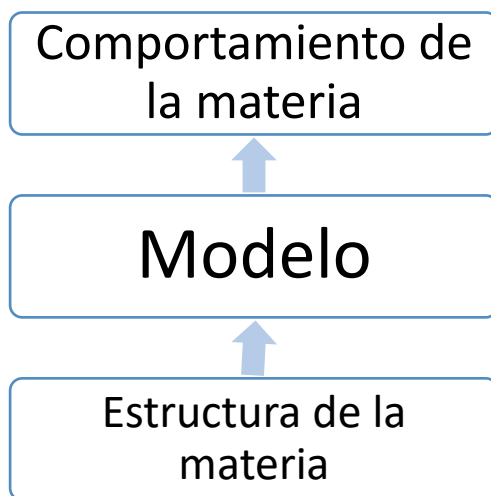 Comportamiento de
la materia
Modelo
Estructura de la
materia